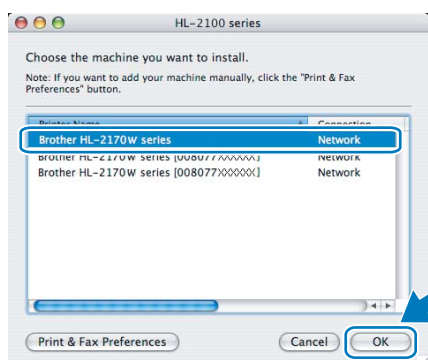 HL-2100 series
Choose the machine you want to install.
Note: If you want to add your machine manually, click the "Print & Fax
Preferences" button.
Printer Name Connection
Brother HL-2170W series Network
Brother HL-2170W series [008077XXXXXX] Network
Brother HL-2170W series [008077XXXXXX] Network
Print & Fax Preferences Cancel OK